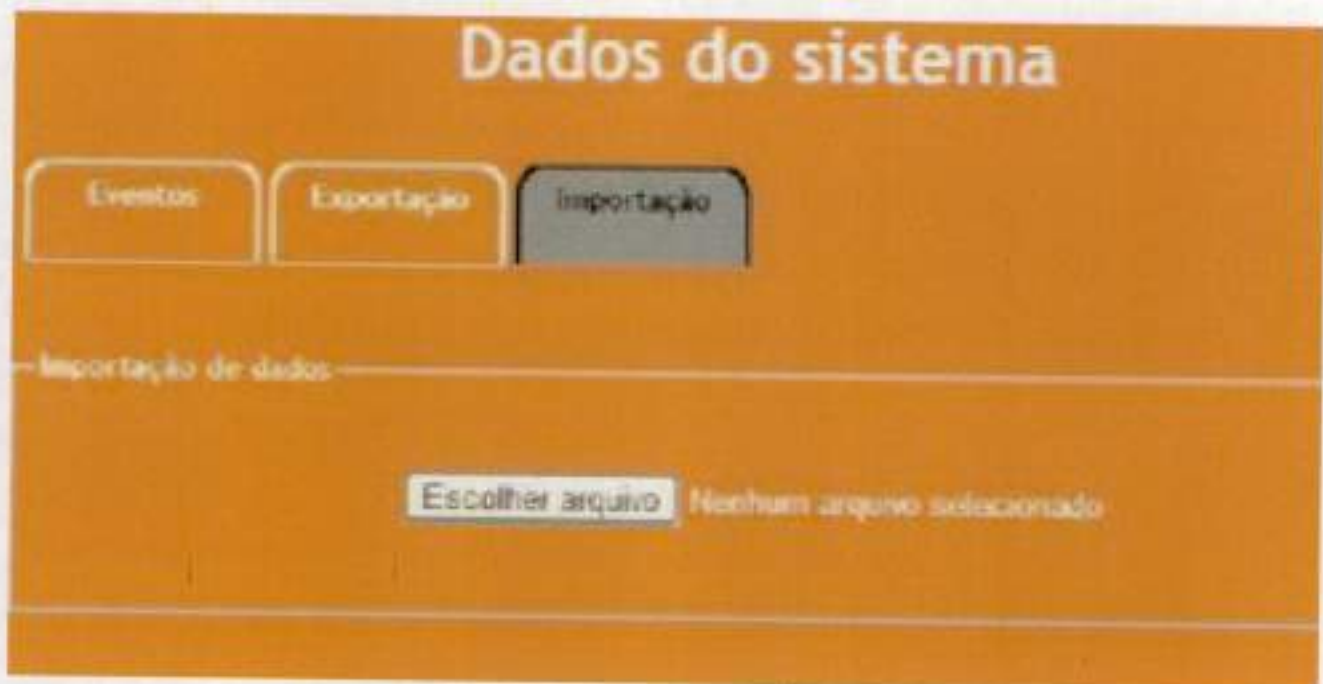 Dados do sistema
Eventos Exportação Importação
Importação de dados
Escolher arquivo Nenhum arquivo selecionado